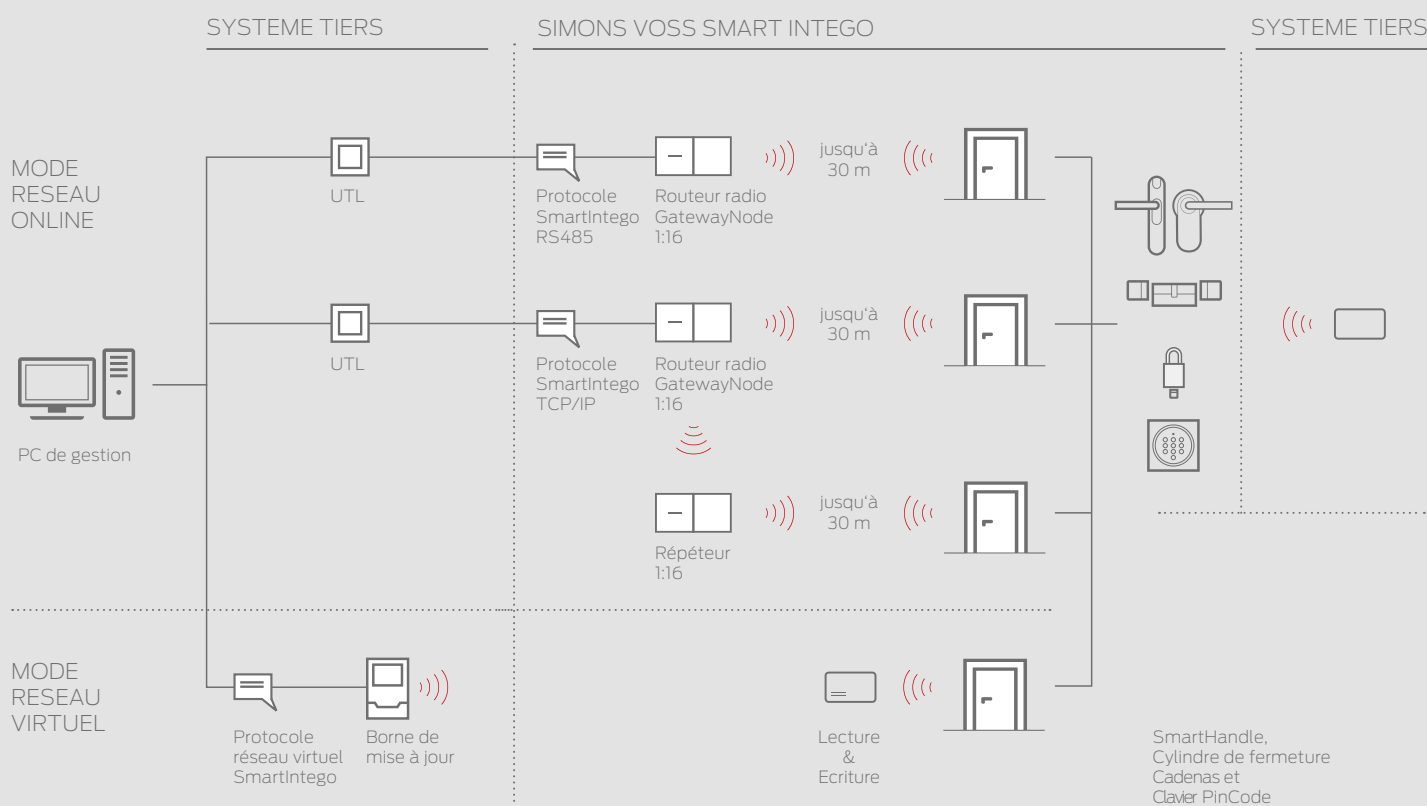 SYSTEME TIERS
SIMONS VOSS SMART INTEGO
SYSTEME TIERS
MODE
RESEAU
ONLINE
UTL
Protocole
SmartIntego
RS485
Routeur radio
GatewayNode
1:16
jusqu‘à
30 m
UTL
Protocole
SmartIntego
TCP/IP
Routeur radio
GatewayNode
1:16
jusqu‘à
30 m
PC de gestion
Répéteur
1:16
jusqu‘à
30 m
MODE
RESEAU
VIRTUEL
Protocole
réseau virtuel
SmartIntego
Borne de
mise à jour
Lecture
&
Ecriture
SmartHandle,
Cylindre de fermeture
Cadenas et
Clavier PinCode